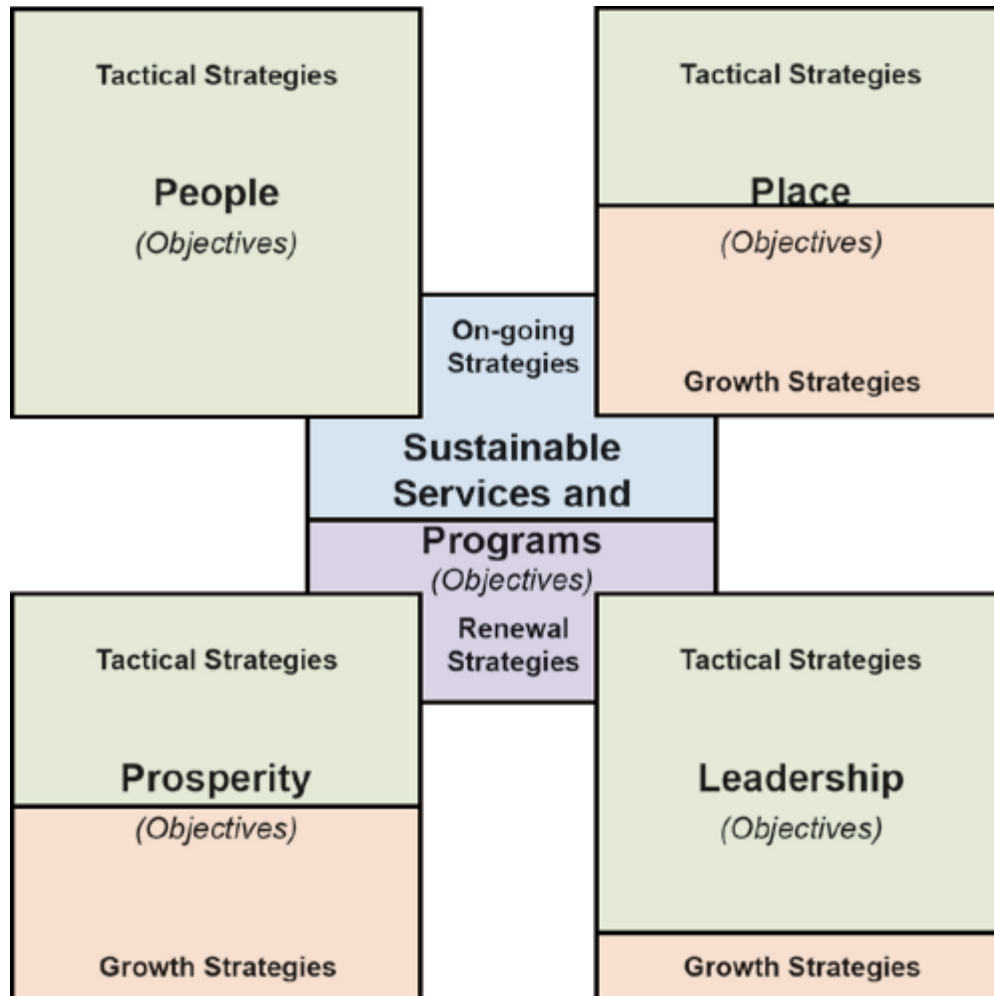 Tactical Strategies
People
(Objectives)
Tactical Strategies
Place
(Objectives)
Growth Strategies
On-going
Strategies
Sustainable
Services and
Programs
(Objectives)
Renewal
Strategies
Tactical Strategies
Prosperity
(Objectives)
Growth Strategies
Tactical Strategies
Leadership
(Objectives)
Growth Strategies